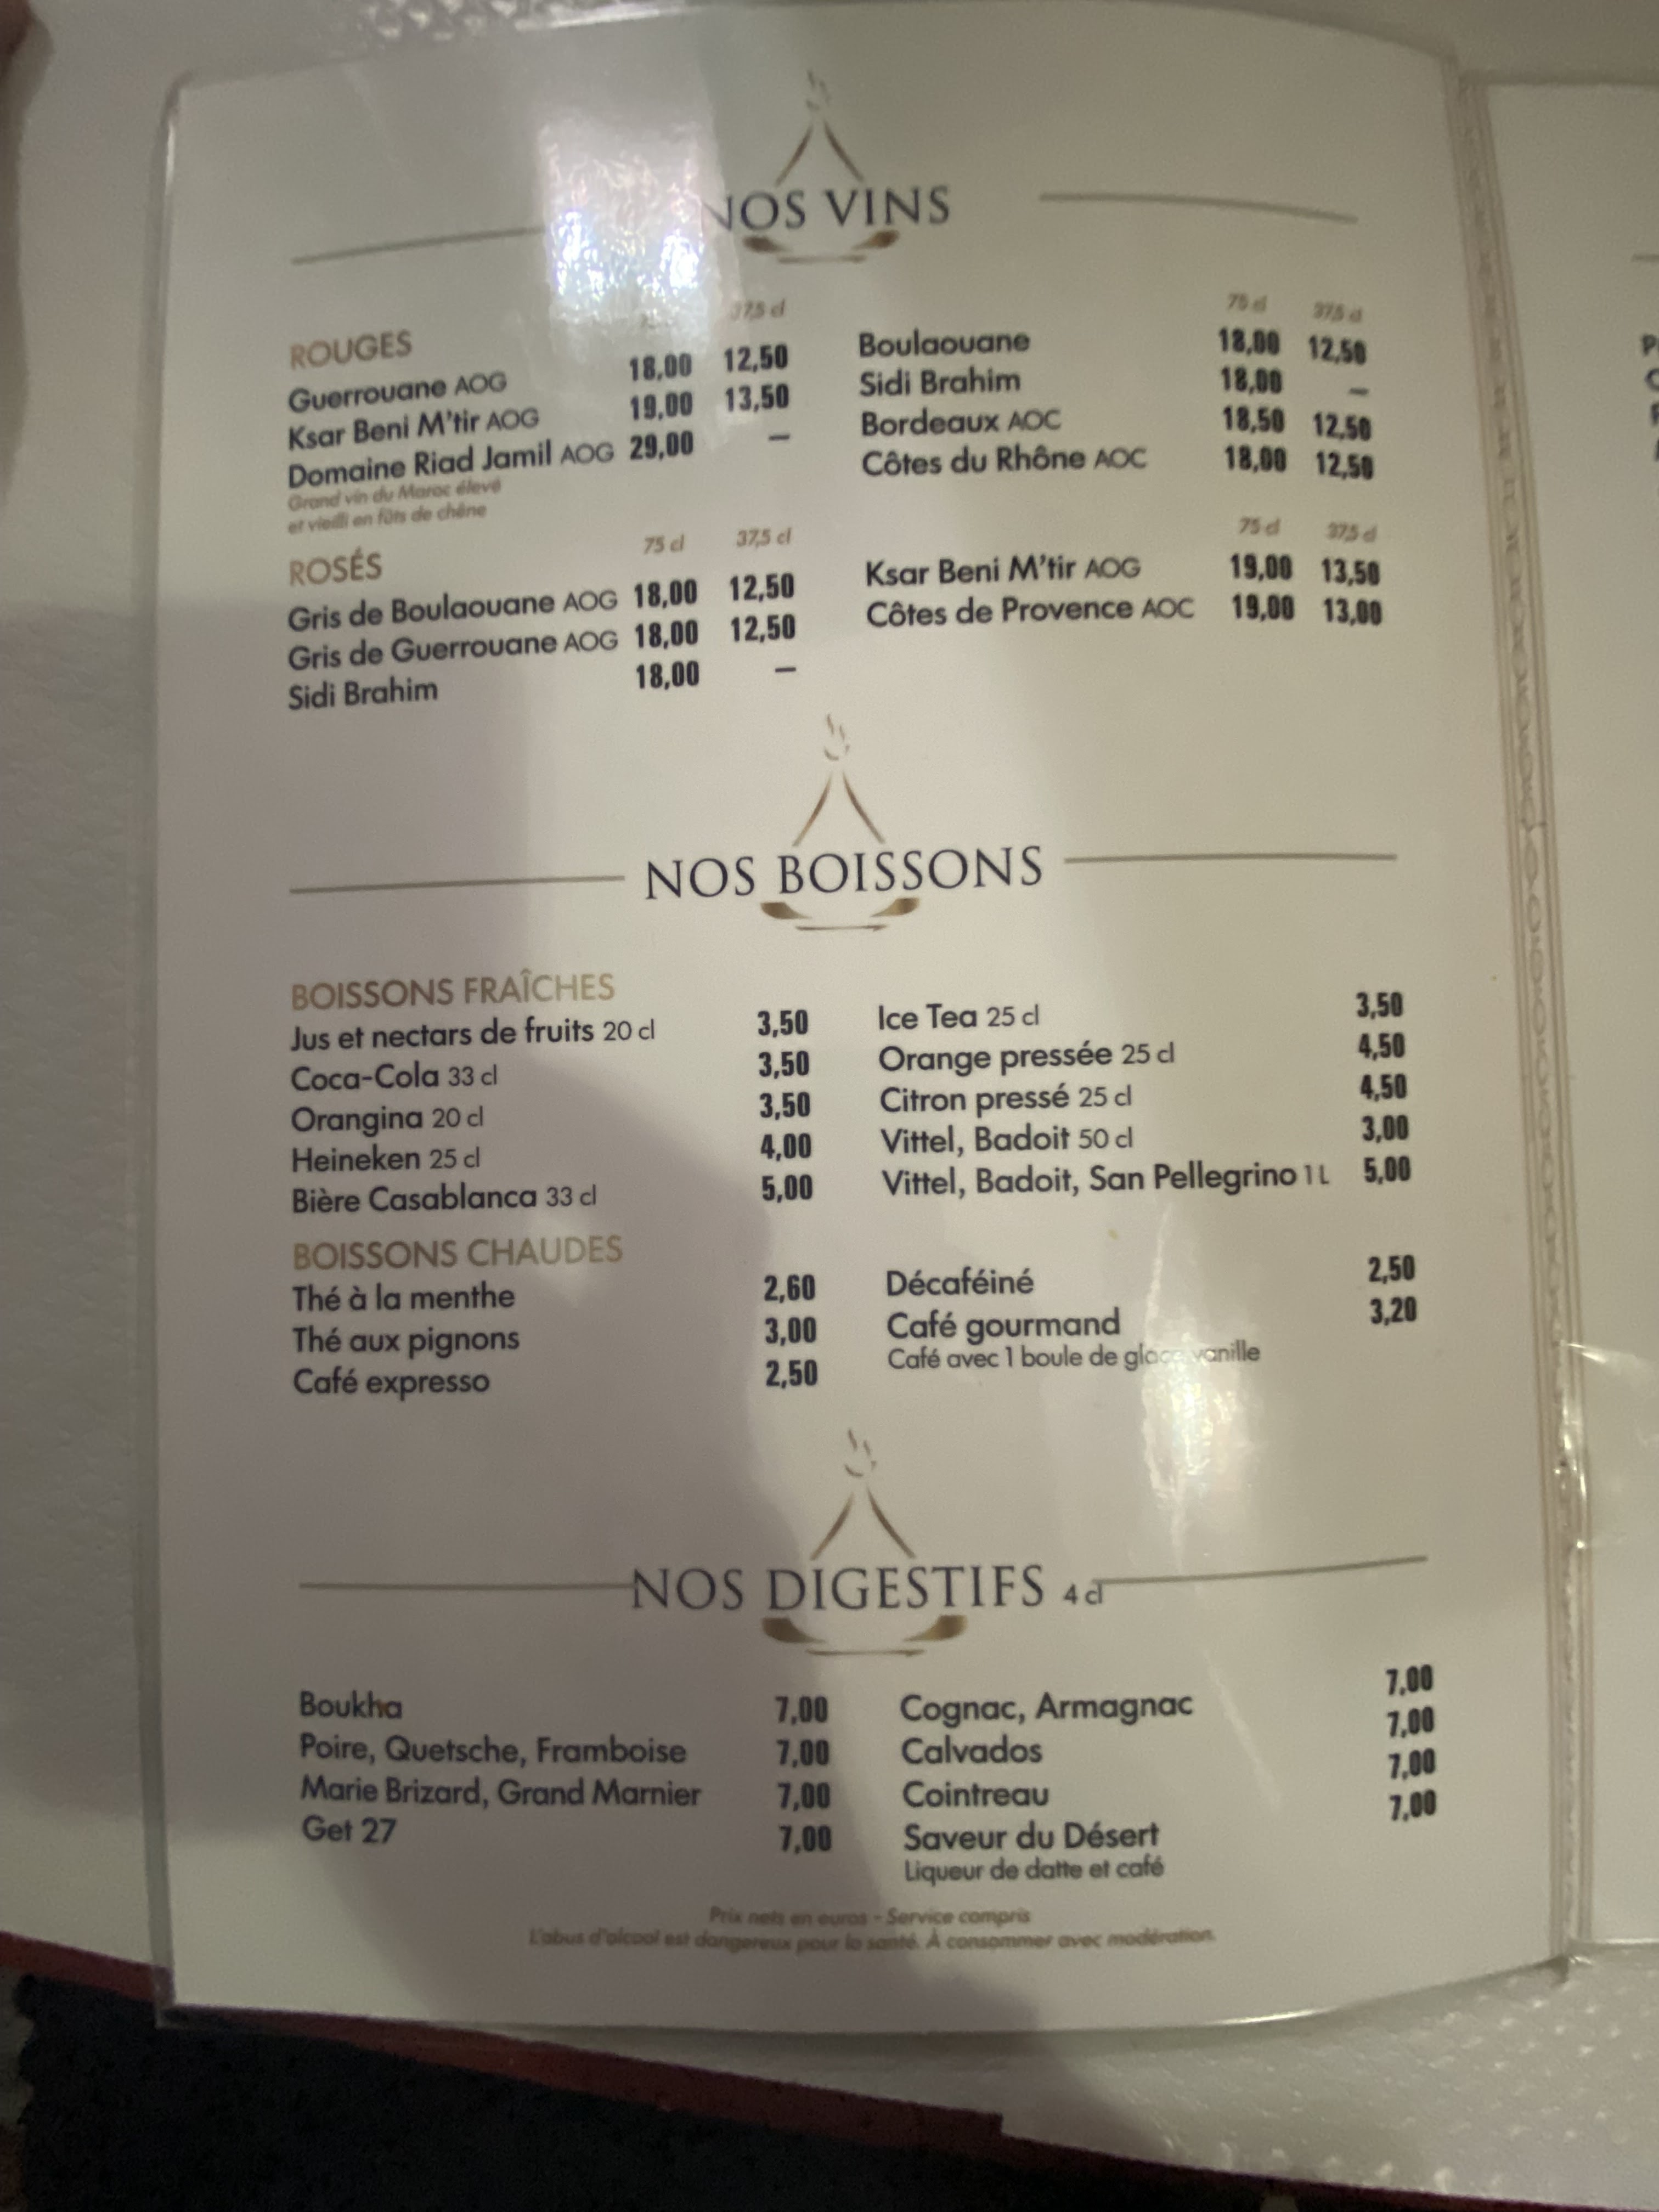 NOS VINS
ROUGES 37,5 cl
Guerrouane AOG 18,00 12,50
Ksar Beni M'tir AOG 19,00 13,50
Domaine Riad Jamil AOG 29,00 –
Grand vin du Maroc élevé
et vieilli en fûts de chêne
75 cl 37,5 cl
Boulaouane 18,00 12,50
Sidi Brahim 18,00 –
Bordeaux AOC 18,50 12,50
Côtes du Rhône AOC 18,00 12,50
ROSÉS 75 cl 37,5 cl
Gris de Boulaouane AOG 18,00 12,50
Gris de Guerrouane AOG 18,00 12,50
Sidi Brahim 18,00 –
75 cl 37,5 cl
Ksar Beni M'tir AOG 19,00 13,50
Côtes de Provence AOC 19,00 13,00
NOS BOISSONS
BOISSONS FRAÎCHES
Jus et nectars de fruits 20 cl 3,50
Coca-Cola 33 cl 3,50
Orangina 20 cl 3,50
Heineken 25 cl 4,00
Bière Casablanca 33 cl 5,00
Ice Tea 25 cl 3,50
Orange pressée 25 cl 4,50
Citron pressé 25 cl 4,50
Vittel, Badoit 50 cl 3,00
Vittel, Badoit, San Pellegrino 1 L 5,00
BOISSONS CHAUDES
Thé à la menthe 2,60
Thé aux pignons 3,00
Café expresso 2,50
Décaféiné 2,50
Café gourmand 3,20
Café avec 1 boule de glace vanille
NOS DIGESTIFS 4 cl
Boukha 7,00
Poire, Quetsche, Framboise 7,00
Marie Brizard, Grand Marnier 7,00
Get 27 7,00
Cognac, Armagnac 7,00
Calvados 7,00
Cointreau 7,00
Saveur du Désert 7,00
Liqueur de datte et café
Prix nets en euros - Service compris
L'abus d'alcool est dangereux pour la santé. À consommer avec modération.